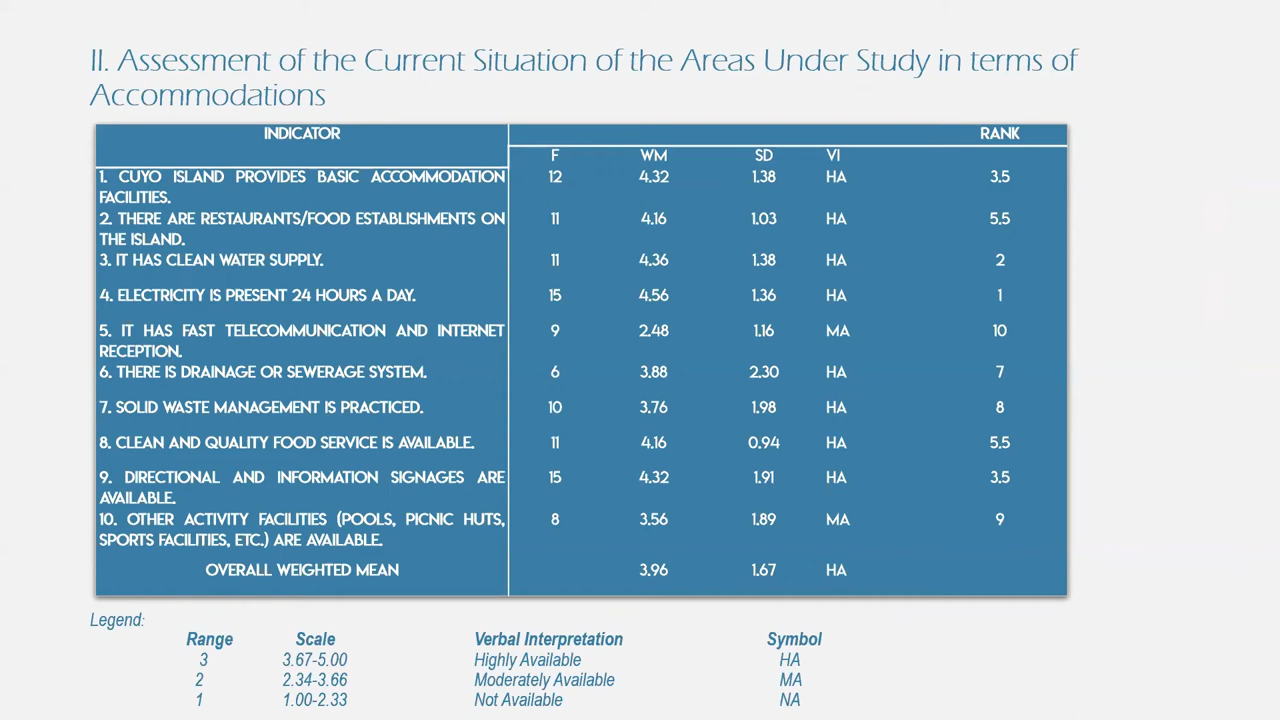 II. Assessment of the Current Situation of the Areas Under Study in terms of
Accommodations
INDICATOR RANK
F WM SD VI
1. CUYO ISLAND PROVIDES BASIC ACCOMMODATION 12 4.32 1.38 HA 3.5
FACILITIES.
2. THERE ARE RESTAURANTS/FOOD ESTABLISHMENTS ON 11 4.16 1.03 HA 5.5
THE ISLAND.
3. IT HAS CLEAN WATER SUPPLY. 11 4.36 1.38 HA 2
4. ELECTRICITY IS PRESENT 24 HOURS A DAY. 15 4.56 1.36 HA 1
5. IT HAS FAST TELECOMMUNICATION AND INTERNET 9 2.48 1.16 MA 10
RECEPTION.
6. THERE IS DRAINAGE OR SEWERAGE SYSTEM. 6 3.88 2.30 HA 7
7. SOLID WASTE MANAGEMENT IS PRACTICED. 10 3.76 1.98 HA 8
8. CLEAN AND QUALITY FOOD SERVICE IS AVAILABLE. 11 4.16 0.94 HA 5.5
9. DIRECTIONAL AND INFORMATION SIGNAGES ARE 15 4.32 1.91 HA 3.5
AVAILABLE.
10. OTHER ACTIVITY FACILITIES (POOLS, PICNIC HUTS, 8 3.56 1.89 MA 9
SPORTS FACILITIES, ETC.) ARE AVAILABLE.
OVERALL WEIGHTED MEAN 3.96 1.67 HA
Legend:
Range Scale Verbal Interpretation Symbol
3 3.67-5.00 Highly Available HA
2 2.34-3.66 Moderately Available MA
1 1.00-2.33 Not Available NA